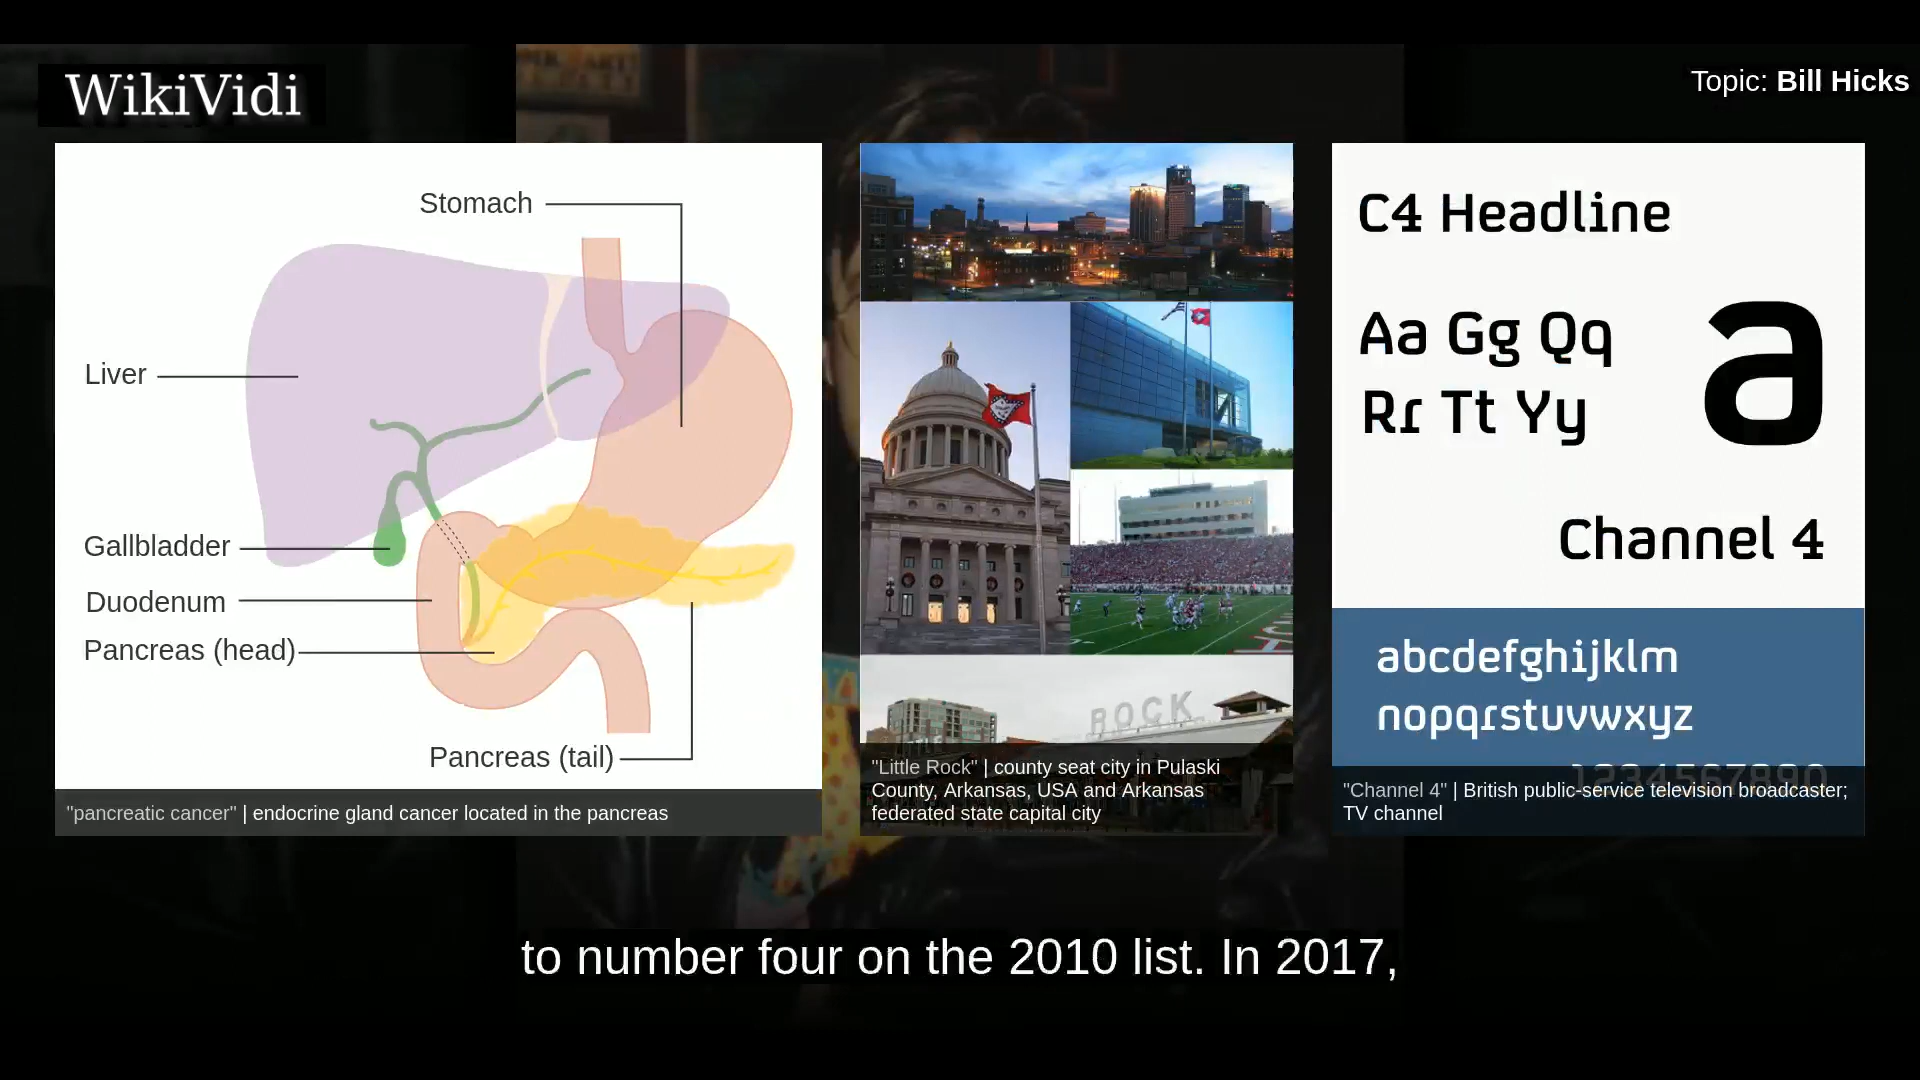 WikiVidi
Topic: Bill Hicks
Stomach
Liver
Gallbladder
Duodenum
Pancreas (head)
Pancreas (tail)
"pancreatic cancer" | endocrine gland cancer located in the pancreas
ROCK
"Little Rock" | county seat city in Pulaski
County, Arkansas, USA and Arkansas
federated state capital city
C4 Headline
Aa Gg Qq
Rr Tt Yy
a
Channel 4
abcdefghijklm
nopqrstuvwxyz
1234567890
"Channel 4" | British public-service television broadcaster;
TV channel
to number four on the 2010 list. In 2017,